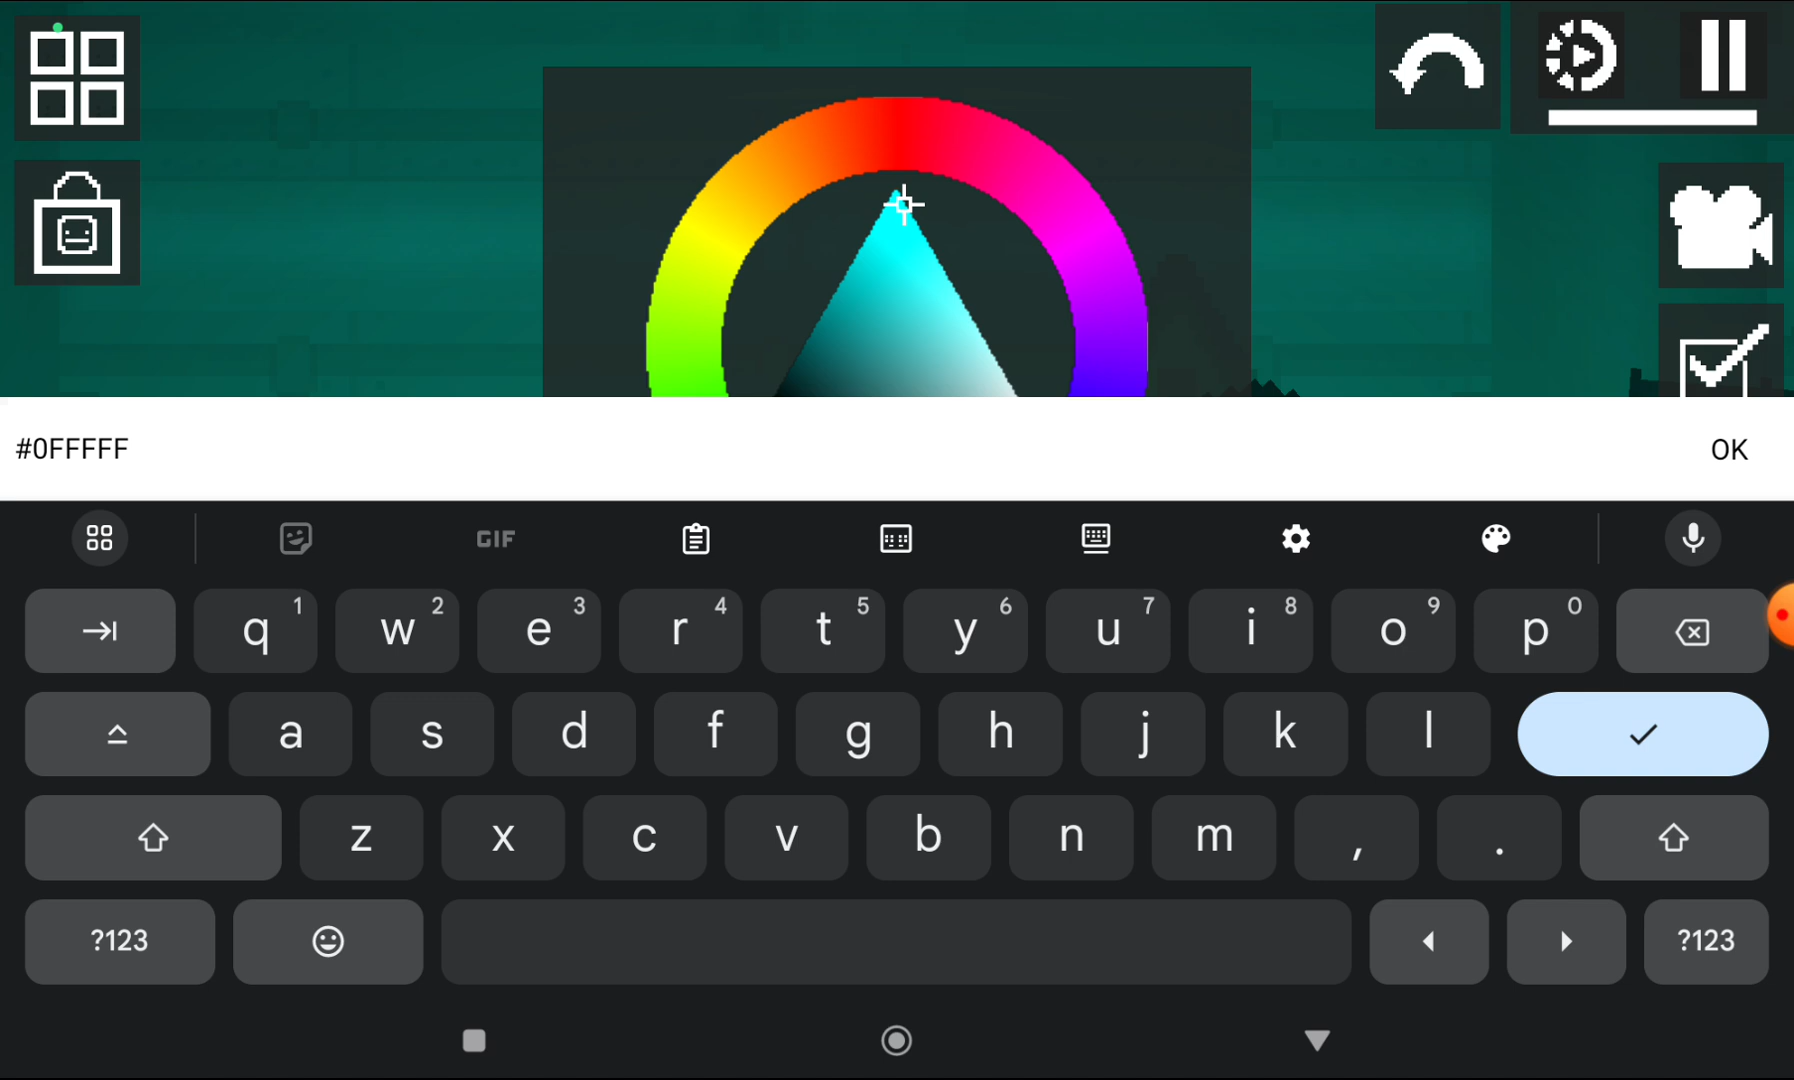 #0FFFFF
OK
GIF
q 1 w 2 e 3 r 4 t 5 y 6 u 7 i 8 o 9 p 0
a s d f g h j k l
z x c v b n m , .
?123 ?123